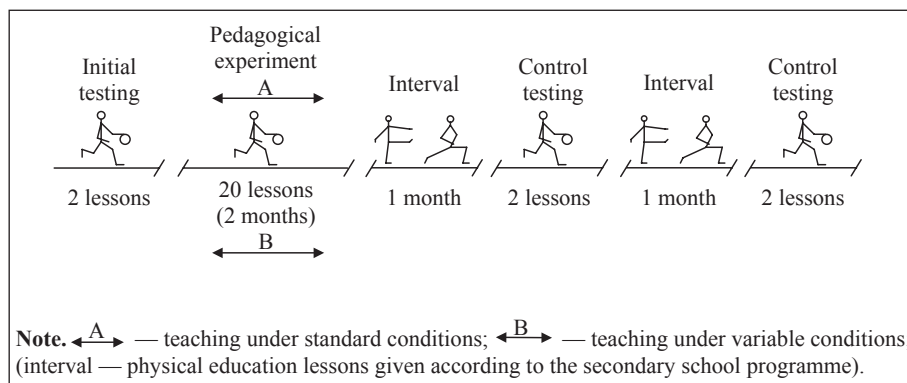 Initial
testing
Pedagogical
experiment
A
Interval
Control
testing
Interval
Control
testing
2 lessons
20 lessons
(2 months)
B
1 month
2 lessons
1 month
2 lessons
Note. A — teaching under standard conditions; B — teaching under variable conditions
(interval — physical education lessons given according to the secondary school programme).